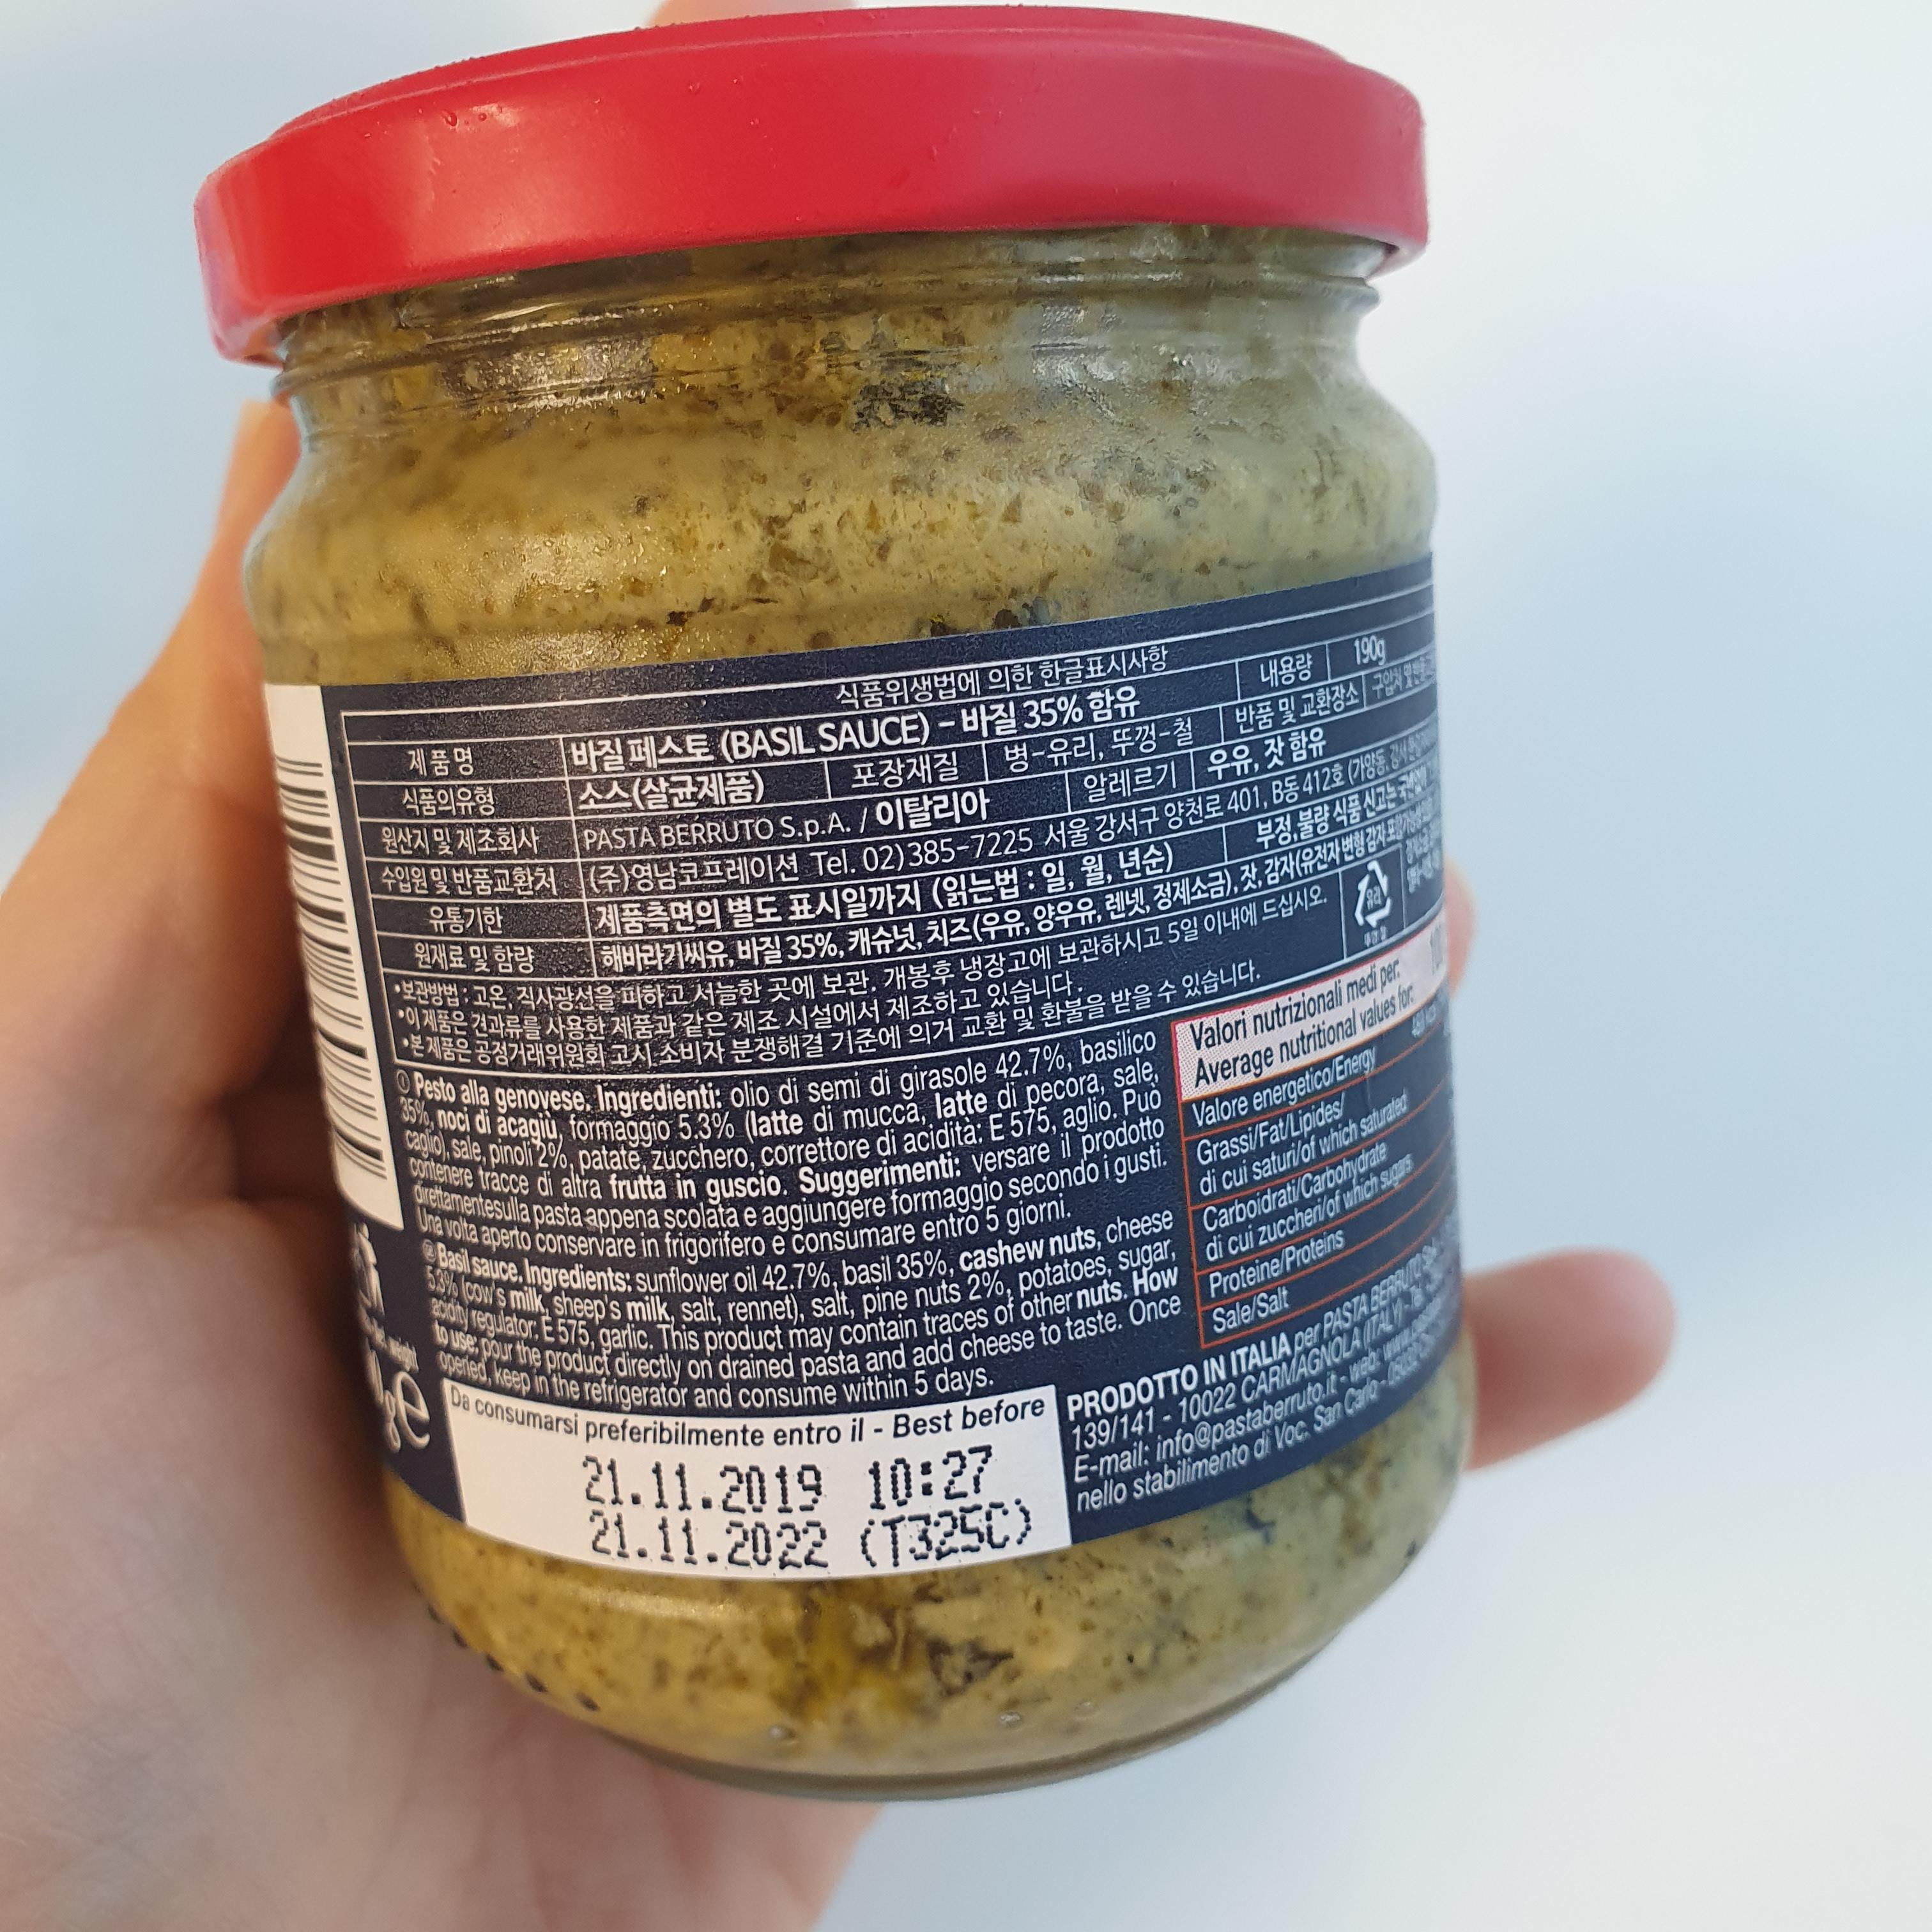 식품위생법에 의한 한글표시사항
제 품 명 바질페스토 (BASIL SAUCE) - 바질 35% 함유 내용량 190g
식품의유형 소스(살균제품) 포장재질 병-유리, 뚜껑-철 반품 및 교환장소 구입처 및
원산지 및 제조회사 PASTA BERRUTO S.p.A. / 이탈리아 알레르기 우유, 잣 함유
수입원 및 반품교환처 (주)영남코프레이션 Tel. 02)385-7225 서울 강서구 양천로 401, B동 412호 (가양동,
유통기한 제품측면의 별도 표시일까지 (읽는법 : 일, 월, 년순) 부정,불량 식품 신고는 국번없이
원재료 및 함량 해바라기씨유, 바질 35%, 캐슈넛, 치즈(우유, 양우유, 렌넷, 정제소금), 잣, 감자(유전자변형감자
•보관방법 : 고온, 직사광선을 피하고 서늘한 곳에 보관. 개봉후 냉장고에 보관하시고 5일 이내에 드십시오.
•이 제품은 견과류를 사용한 제품과 같은 제조 시설에서 제조하고 있습니다.
•본 제품은 공정거래위원회 고시 소비자 분쟁해결 기준에 의거 교환 및 환불을 받을 수 있습니다.
유리
Pesto alla genovese. Ingredienti: olio di semi di girasole 42.7%, basilico
35%, noci di acagiù, formaggio 5.3% (latte di mucca, latte di pecora, sale,
caglio), sale, pinoli 2%, patate, zucchero, correttore di acidità: E 575, aglio. Può
contenere tracce di altra frutta in guscio. Suggerimenti: versare il prodotto
direttamentesulla pasta appena scolata e aggiungere formaggio secondo i gusti.
Una volta aperto conservare in frigorifero e consumare entro 5 giorni.
Basil sauce. Ingredients: sunflower oil 42.7%, basil 35%, cashew nuts, cheese
5.3% (cow's milk, sheep's milk, salt, rennet), salt, pine nuts 2%, potatoes, sugar,
acidity regulator: E 575, garlic. This product may contain traces of other nuts. How
to use: pour the product directly on drained pasta and add cheese to taste. Once
opened, keep in the refrigerator and consume within 5 days.
Valori nutrizionali medi per:
Average nutritional values for:
Valore energetico/Energy
Grassi/Fat/Lipides/
di cui saturi/of which saturated
Carboidrati/Carbohydrate
di cui zuccheri/of which sugars
Proteine/Proteins
Sale/Salt
weight
g e
Da consumarsi preferibilmente entro il - Best before
21.11.2019 10:27
21.11.2022 (T325C)
PRODOTTO IN ITALIA per PASTA BERRUTO
139/141 - 10022 CARMAGNOLA (ITALY) -
E-mail: info@pastaberruto.it - web:
nello stabilimento di Voc. San Carlo -